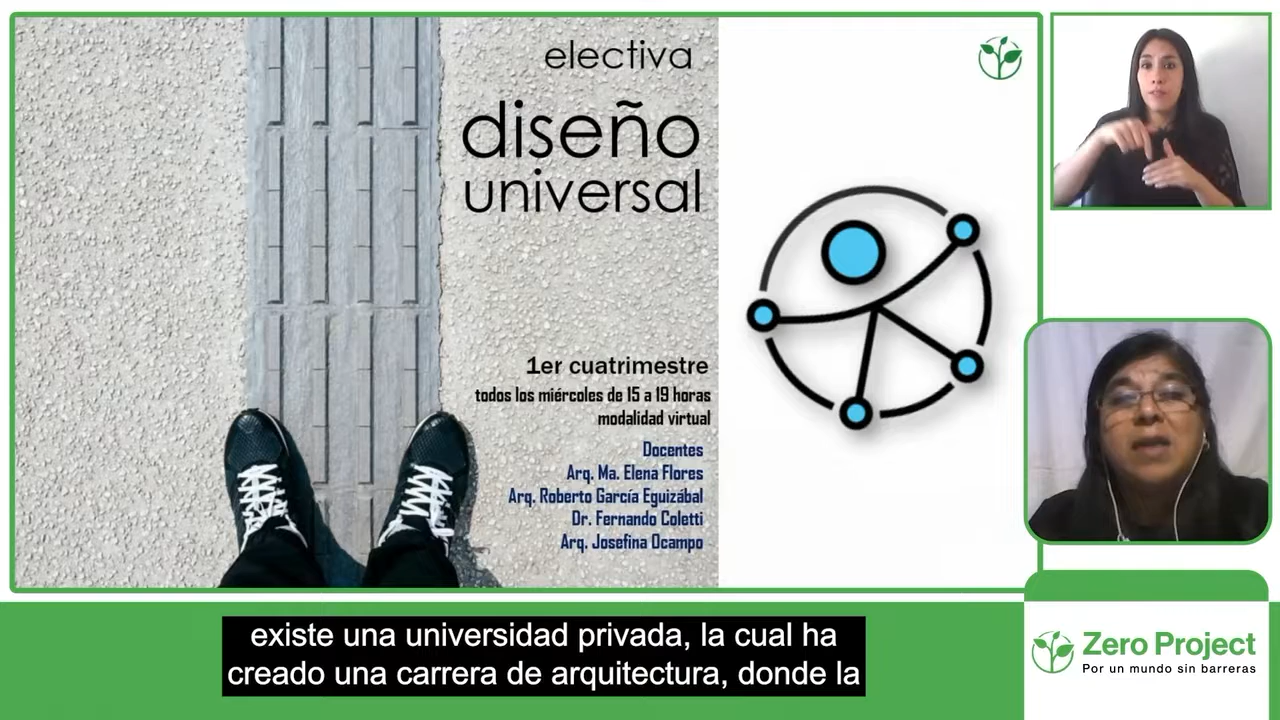 electiva
diseño
universal
1er cuatrimestre
todos los miércoles de 15 a 19 horas
modalidad virtual
Docentes
Arq. Ma. Elena Flores
Arq. Roberto García Eguizábal
Dr. Fernando Coletti
Arq. Josefina Ocampo
existe una universidad privada, la cual ha
creado una carrera de arquitectura, donde la
Zero Project
Por un mundo sin barreras